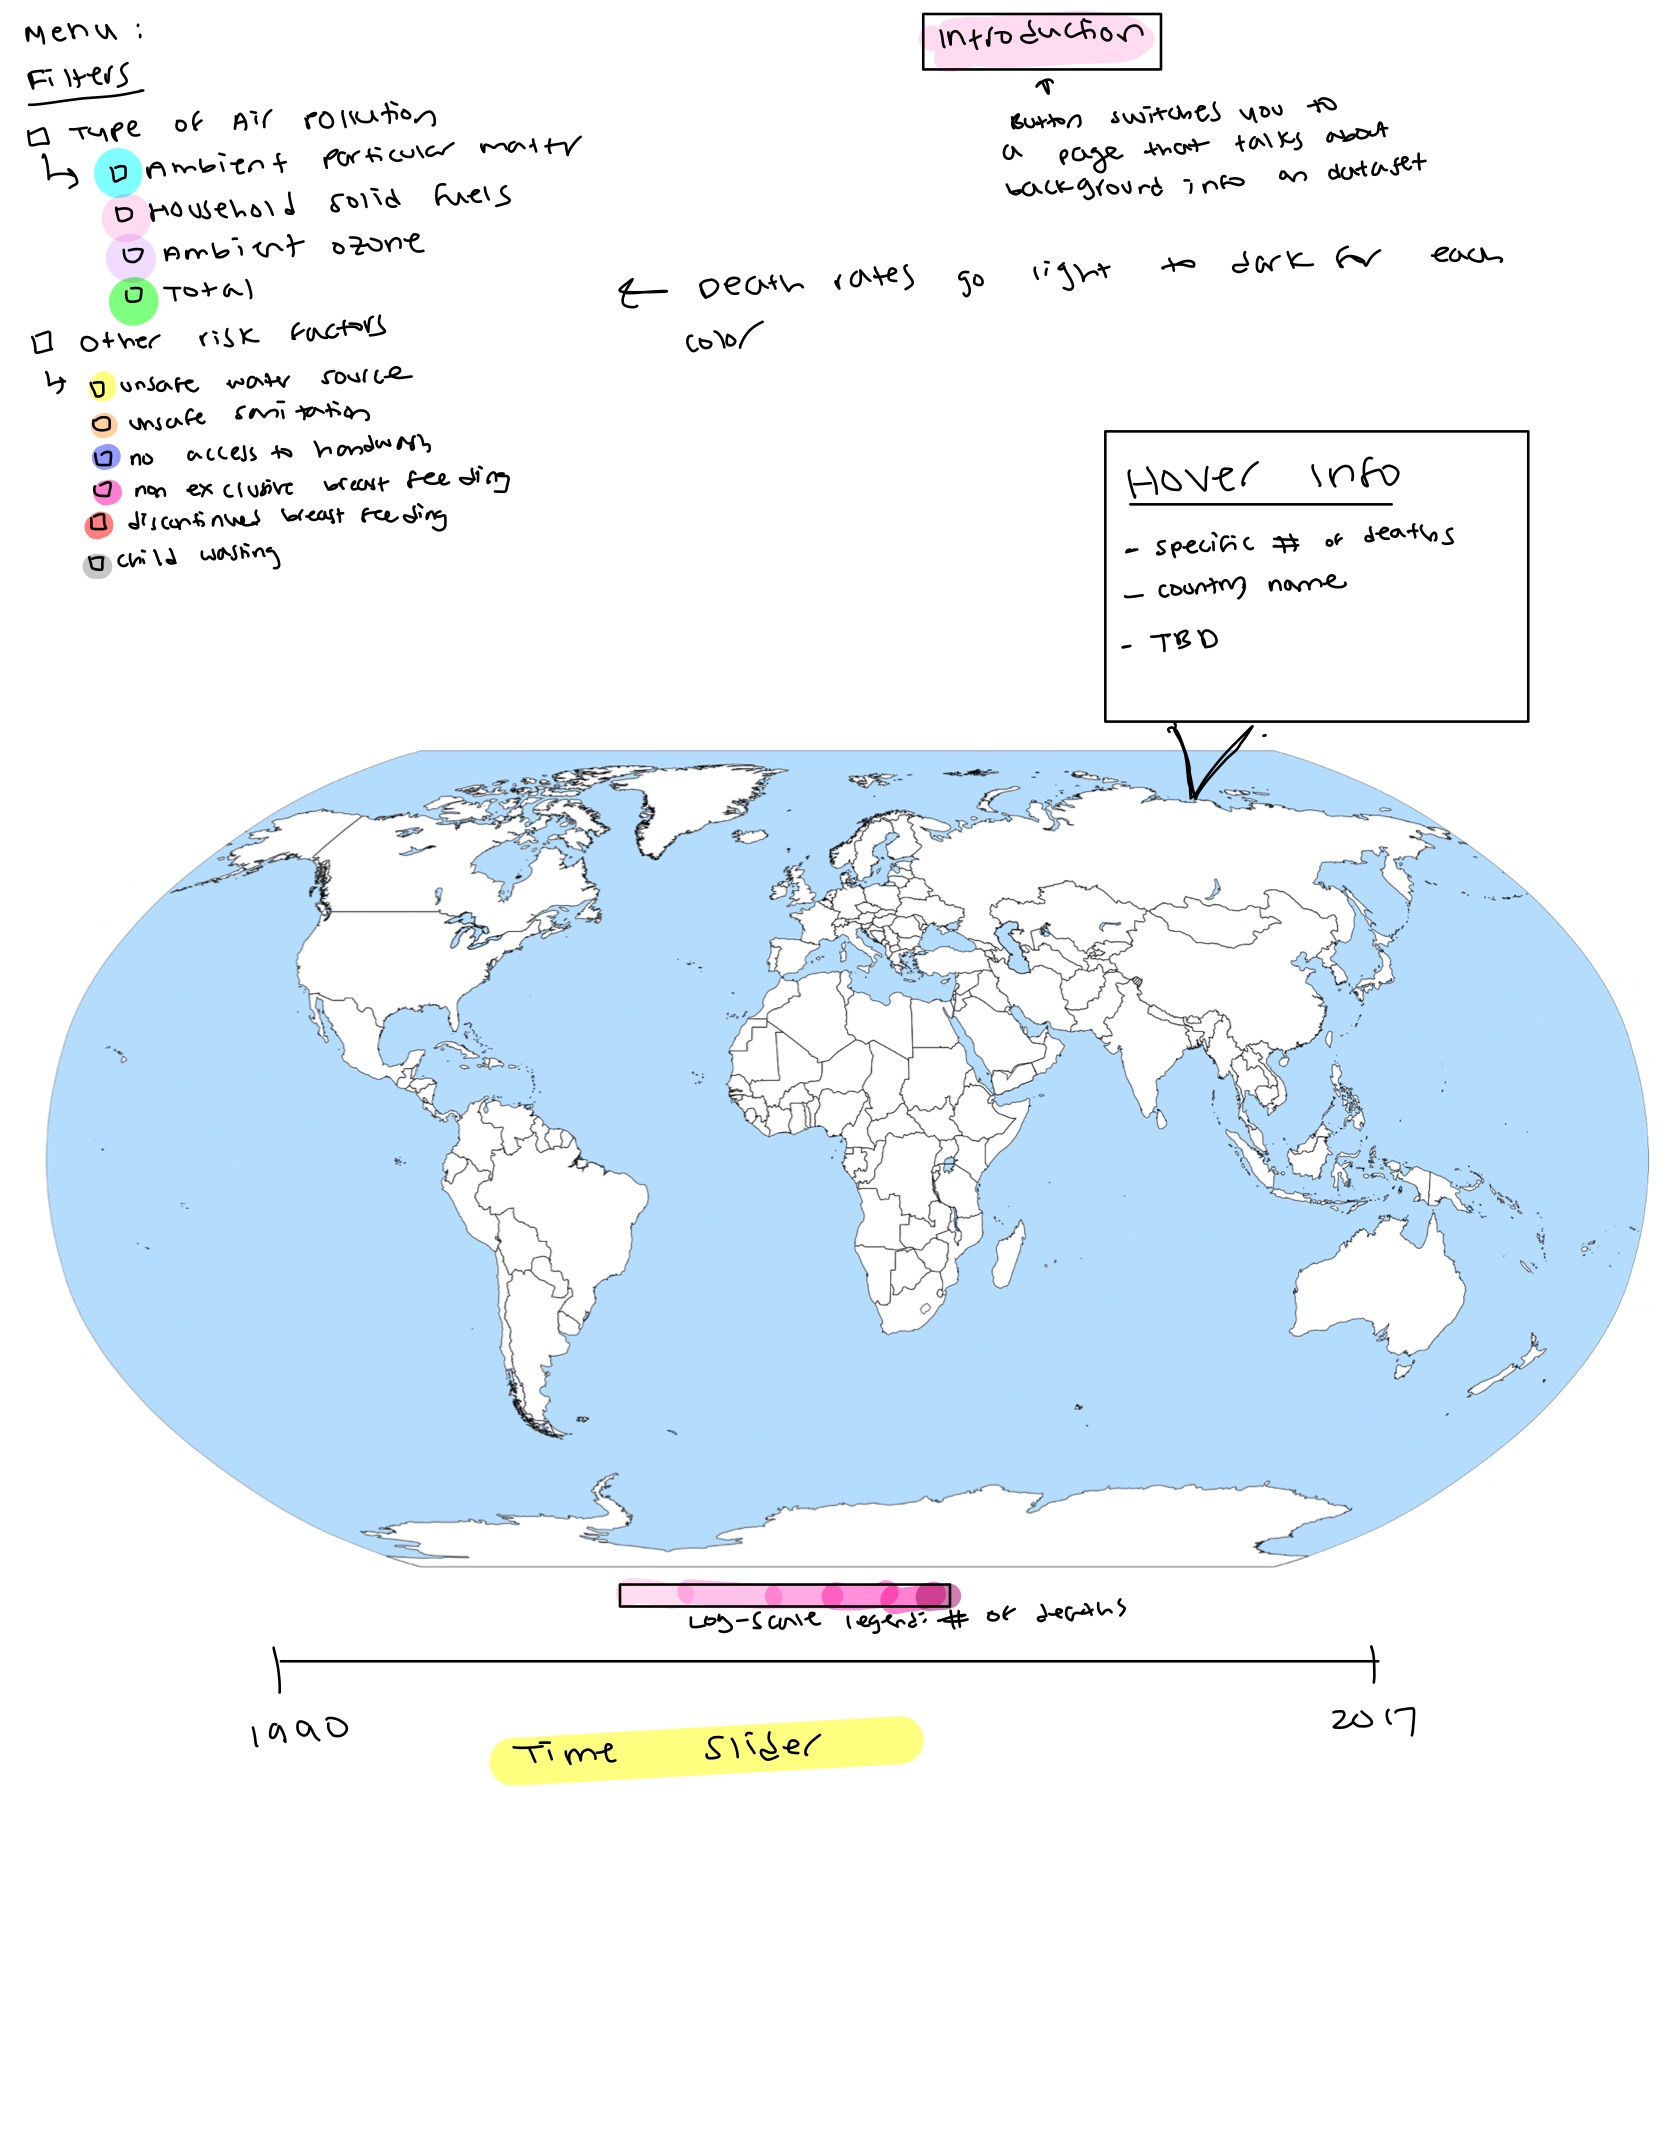 Menu:
Filters
Type of Air Pollution
Ambient Particular mattr
Household solid fuels
Ambient ozone
Total
Other risk factors
unsafe water source
unsafe sanitation
no access to handwash
non exclusive breast feeding
discontinued breast feeding
child wasting
Introduction
Button switches you to
a page that talks about
background info on dataset
← Death rates go light to dark for each
color
Hover Info
- specific # of deaths
- country name
- TBD
Log-scale legend: # of deaths
1990
2017
Time Slider